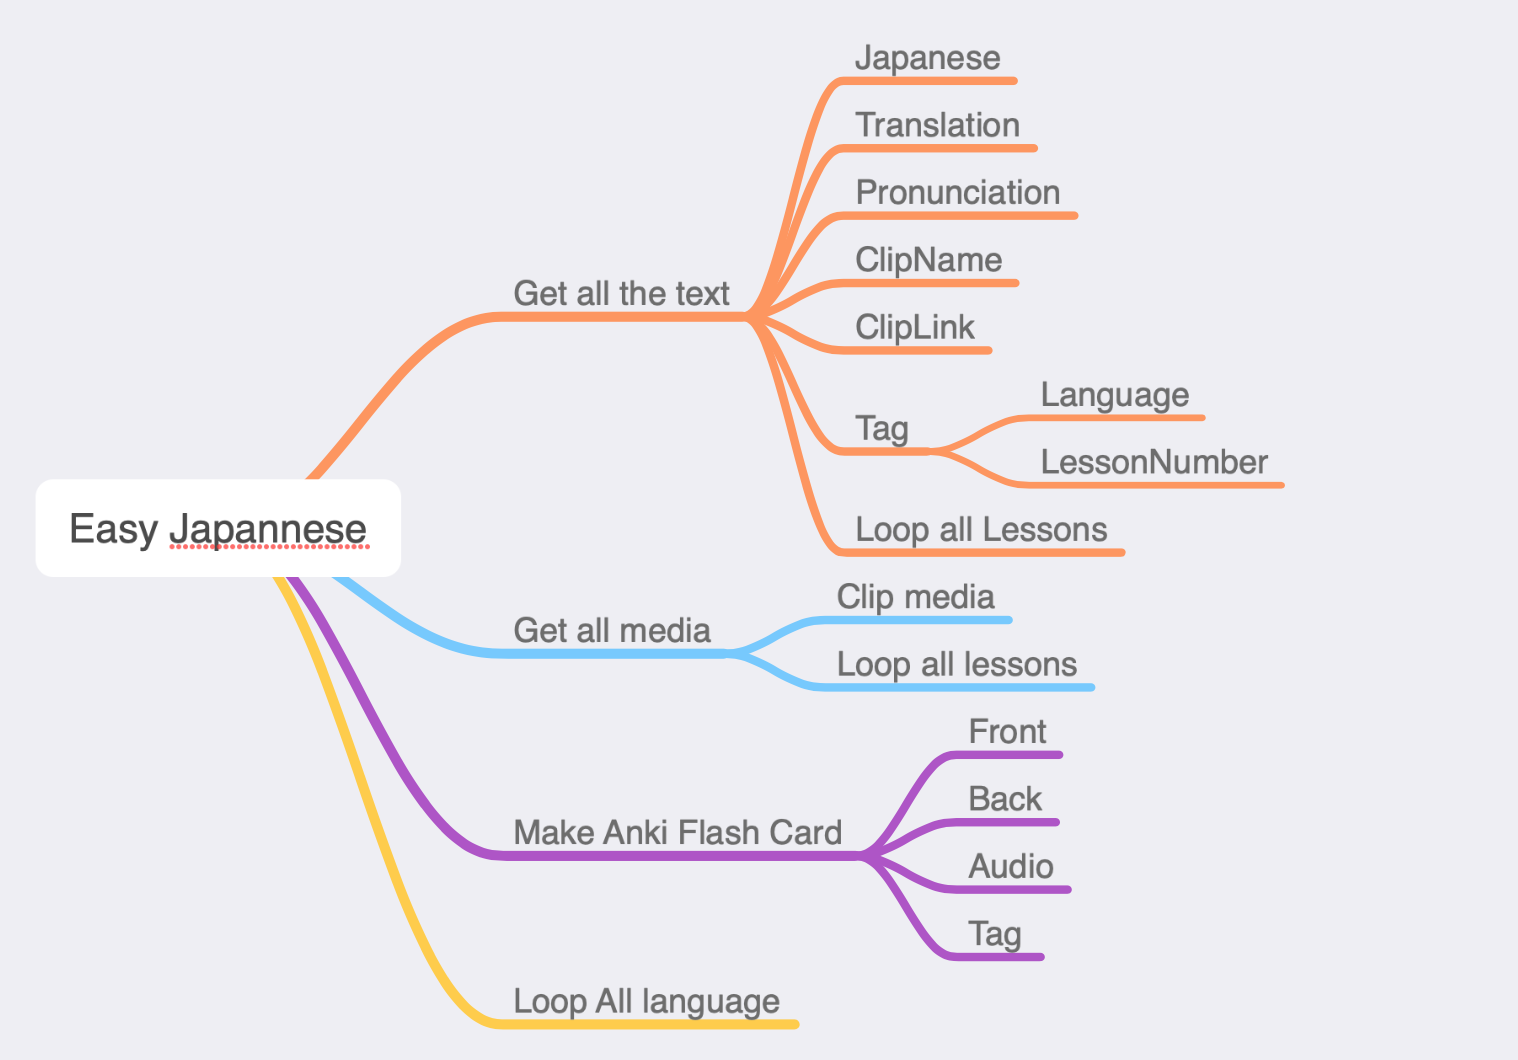 Japanese
Translation
Pronunciation
ClipName
Get all the text
ClipLink
Language
Tag
LessonNumber
Loop all Lessons
Easy Japannese
Clip media
Get all media
Loop all lessons
Front
Back
Make Anki Flash Card
Audio
Tag
Loop All language